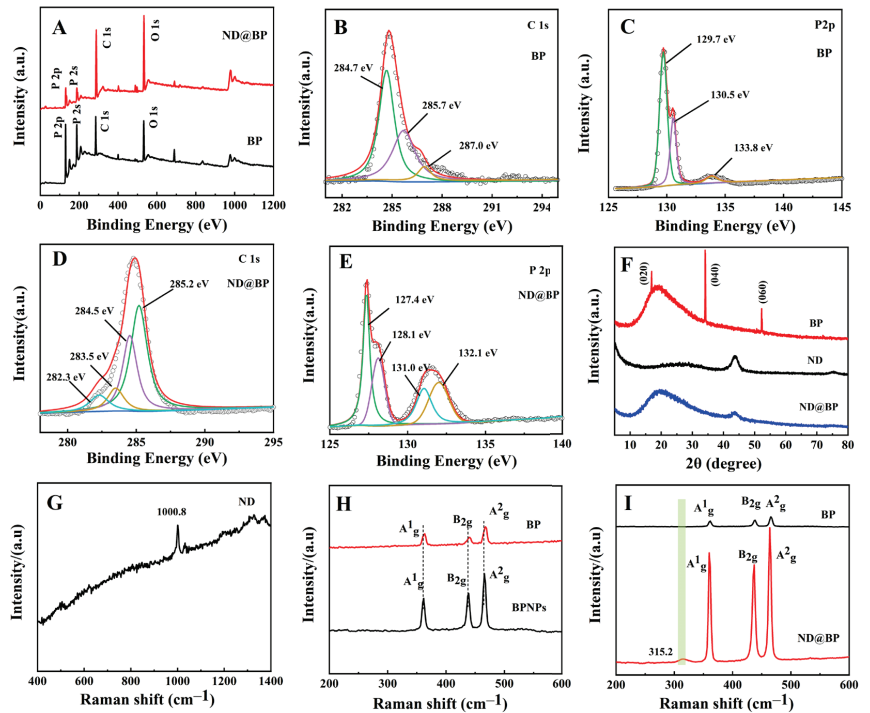 A
C 1s
O 1s
ND@BP
P 2p
P 2s
P 2p
P 2s
C 1s
O 1s
BP
Intensity (a.u.)
0 200 400 600 800 1000 1200
Binding Energy (eV)
B
C 1s
BP
284.7 eV
285.7 eV
287.0 eV
Intensity (a.u.)
282 285 288 291 294
Binding Energy (eV)
C
P2p
BP
129.7 eV
130.5 eV
133.8 eV
Intensity(a.u.)
125 130 135 140 145
Binding Energy (eV)
D
C 1s
ND@BP
285.2 eV
284.5 eV
283.5 eV
282.3 eV
Intensity (a.u.)
280 285 290 295
Binding Energy (eV)
E
P 2p
ND@BP
127.4 eV
128.1 eV
131.0 eV
132.1 eV
Intensity (a.u.)
125 130 135 140
Binding Energy (eV)
F
(020)
(040)
(060)
BP
ND
ND@BP
Intensity(au.)
10 20 30 40 50 60 70 80
2θ (degree)
G
ND
1000.8
Intensity/(a.u)
400 600 800 1000 1200 1400
Raman shift (cm⁻¹)
H
A¹g
B2g
A²g
BP
A¹g
B2g
A²g
BPNPs
Intensity/(a.u)
200 300 400 500 600
Raman shift (cm⁻¹)
I
A¹g
B2g
A²g
BP
A¹g
B2g
A²g
315.2
ND@BP
Intensity/(a.u)
200 300 400 500 600
Raman shift (cm⁻¹)